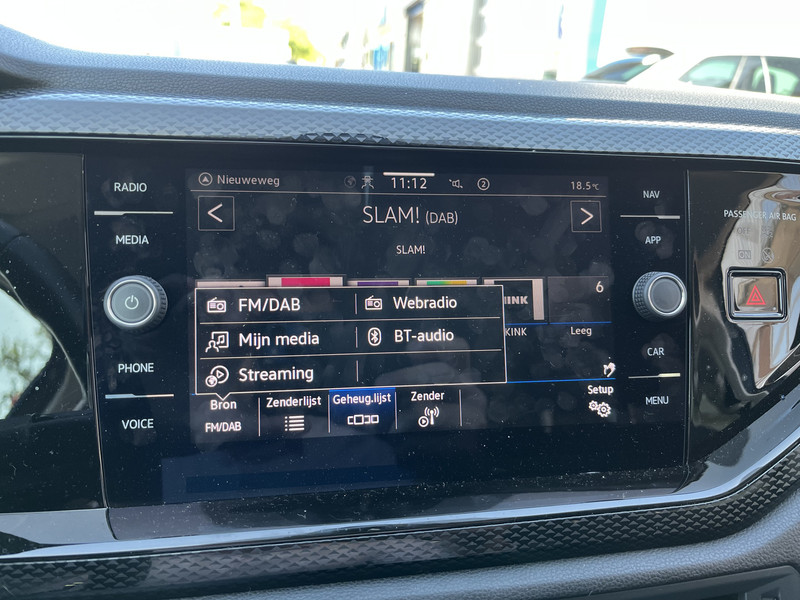 RADIO
MEDIA
PHONE
VOICE
Nieuweweg
11:12
2
18.5°C
SLAM! (DAB)
SLAM!
6
KINK
Leeg
FM/DAB
Webradio
Mijn media
BT-audio
Streaming
Bron
FM/DAB
Zenderlijst
Geheug.lijst
Zender
Setup
NAV
APP
CAR
MENU
PASSENGER AIR BAG